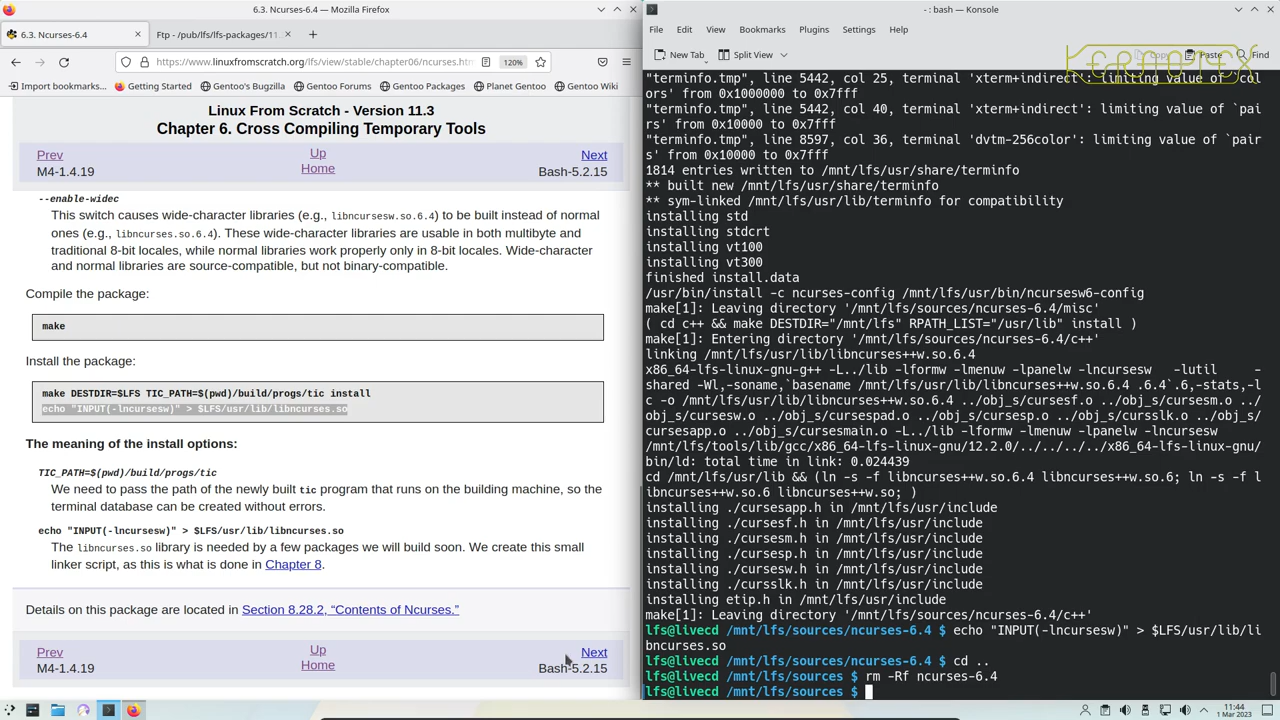 6.3. Ncurses-6.4 — Mozilla Firefox
6.3. Ncurses-6.4
Ftp - /pub/lfs/lfs-packages/11.
https://www.linuxfromscratch.org/lfs/view/stable/chapter06/ncurses.htm
120%
Import bookmarks...
Getting Started
Gentoo's Bugzilla
Gentoo Forums
Gentoo Packages
Planet Gentoo
Gentoo Wiki
Linux From Scratch - Version 11.3
Chapter 6. Cross Compiling Temporary Tools
Prev
Up
Next
M4-1.4.19
Home
Bash-5.2.15
--enable-widec
This switch causes wide-character libraries (e.g., libncursesw.so.6.4) to be built instead of normal
ones (e.g., libncurses.so.6.4). These wide-character libraries are usable in both multibyte and
traditional 8-bit locales, while normal libraries work properly only in 8-bit locales. Wide-character
and normal libraries are source-compatible, but not binary-compatible.
Compile the package:
make
Install the package:
make DESTDIR=$LFS TIC_PATH=$(pwd)/build/progs/tic install
echo "INPUT(-lncursesw)" > $LFS/usr/lib/libncurses.so
The meaning of the install options:
TIC_PATH=$(pwd)/build/progs/tic
We need to pass the path of the newly built tic program that runs on the building machine, so the
terminal database can be created without errors.
echo "INPUT(-lncursesw)" > $LFS/usr/lib/libncurses.so
The libncurses.so library is needed by a few packages we will build soon. We create this small
linker script, as this is what is done in Chapter 8.
Details on this package are located in Section 8.28.2, “Contents of Ncurses.”
Prev
Up
Next
M4-1.4.19
Home
Bash-5.2.15
- : bash — Konsole
File
Edit
View
Bookmarks
Plugins
Settings
Help
New Tab
Split View
Copy
Paste
Find
"terminfo.tmp", line 5442, col 25, terminal 'xterm+indirect': limiting value of `col
ors' from 0x1000000 to 0x7fff
"terminfo.tmp", line 5442, col 40, terminal 'xterm+indirect': limiting value of `pai
rs' from 0x10000 to 0x7fff
"terminfo.tmp", line 8597, col 36, terminal 'dvtm-256color': limiting value of `pair
s' from 0x10000 to 0x7fff
1814 entries written to /mnt/lfs/usr/share/terminfo
** built new /mnt/lfs/usr/share/terminfo
** sym-linked /mnt/lfs/usr/lib/terminfo for compatibility
installing std
installing stdcrt
installing vt100
installing vt300
finished install.data
/usr/bin/install -c ncurses-config /mnt/lfs/usr/bin/ncursesw6-config
make[1]: Leaving directory '/mnt/lfs/sources/ncurses-6.4/misc'
( cd c++ && make DESTDIR="/mnt/lfs" RPATH_LIST="/usr/lib" install )
make[1]: Entering directory '/mnt/lfs/sources/ncurses-6.4/c++'
linking /mnt/lfs/usr/lib/libncurses++w.so.6.4
x86_64-lfs-linux-gnu-g++ -L../lib -lformw -lmenuw -lpanelw -lncursesw   -lutil   -
shared -Wl,-soname,`basename /mnt/lfs/usr/lib/libncurses++w.so.6.4 .6.4`.6,-stats,-l
c -o /mnt/lfs/usr/lib/libncurses++w.so.6.4 ../obj_s/cursesf.o ../obj_s/cursesm.o ../
obj_s/cursesw.o ../obj_s/cursespad.o ../obj_s/cursesp.o ../obj_s/cursslk.o ../obj_s/
cursesapp.o ../obj_s/cursesmain.o -L../lib -lformw -lmenuw -lpanelw -lncursesw
/mnt/lfs/tools/lib/gcc/x86_64-lfs-linux-gnu/12.2.0/../../../../x86_64-lfs-linux-gnu/
bin/ld: total time in link: 0.024439
cd /mnt/lfs/usr/lib && (ln -s -f libncurses++w.so.6.4 libncurses++w.so.6; ln -s -f l
ibncurses++w.so.6 libncurses++w.so; )
installing ./cursesapp.h in /mnt/lfs/usr/include
installing ./cursesf.h in /mnt/lfs/usr/include
installing ./cursesm.h in /mnt/lfs/usr/include
installing ./cursesp.h in /mnt/lfs/usr/include
installing ./cursesw.h in /mnt/lfs/usr/include
installing ./cursslk.h in /mnt/lfs/usr/include
installing etip.h in /mnt/lfs/usr/include
make[1]: Leaving directory '/mnt/lfs/sources/ncurses-6.4/c++'
lfs@livecd /mnt/lfs/sources/ncurses-6.4 $ echo "INPUT(-lncursesw)" > $LFS/usr/lib/li
bncurses.so
lfs@livecd /mnt/lfs/sources/ncurses-6.4 $ cd ..
lfs@livecd /mnt/lfs/sources $ rm -Rf ncurses-6.4
lfs@livecd /mnt/lfs/sources $
11:44
1 Mar 2023